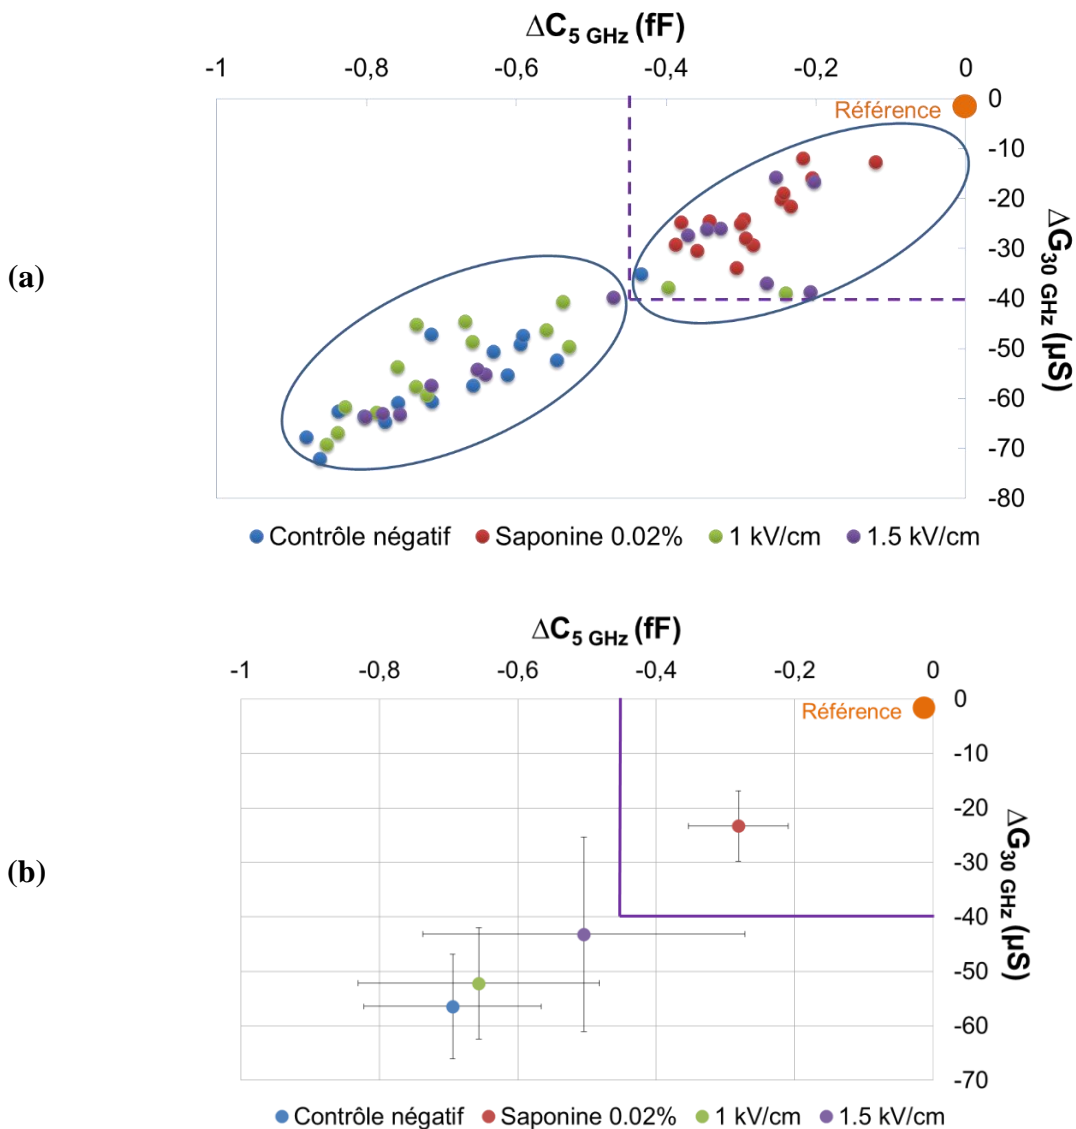 ΔC5 GHz (fF)
-1 -0,8 -0,6 -0,4 -0,2 0
Référence
0
-10
-20
-30
-40
-50
-60
-70
-80
ΔG30 GHz (µS)
(a)
Contrôle négatif Saponine 0.02% 1 kV/cm 1.5 kV/cm
ΔC5 GHz (fF)
-1 -0,8 -0,6 -0,4 -0,2 0
Référence
0
-10
-20
-30
-40
-50
-60
-70
ΔG30 GHz (µS)
(b)
Contrôle négatif Saponine 0.02% 1 kV/cm 1.5 kV/cm